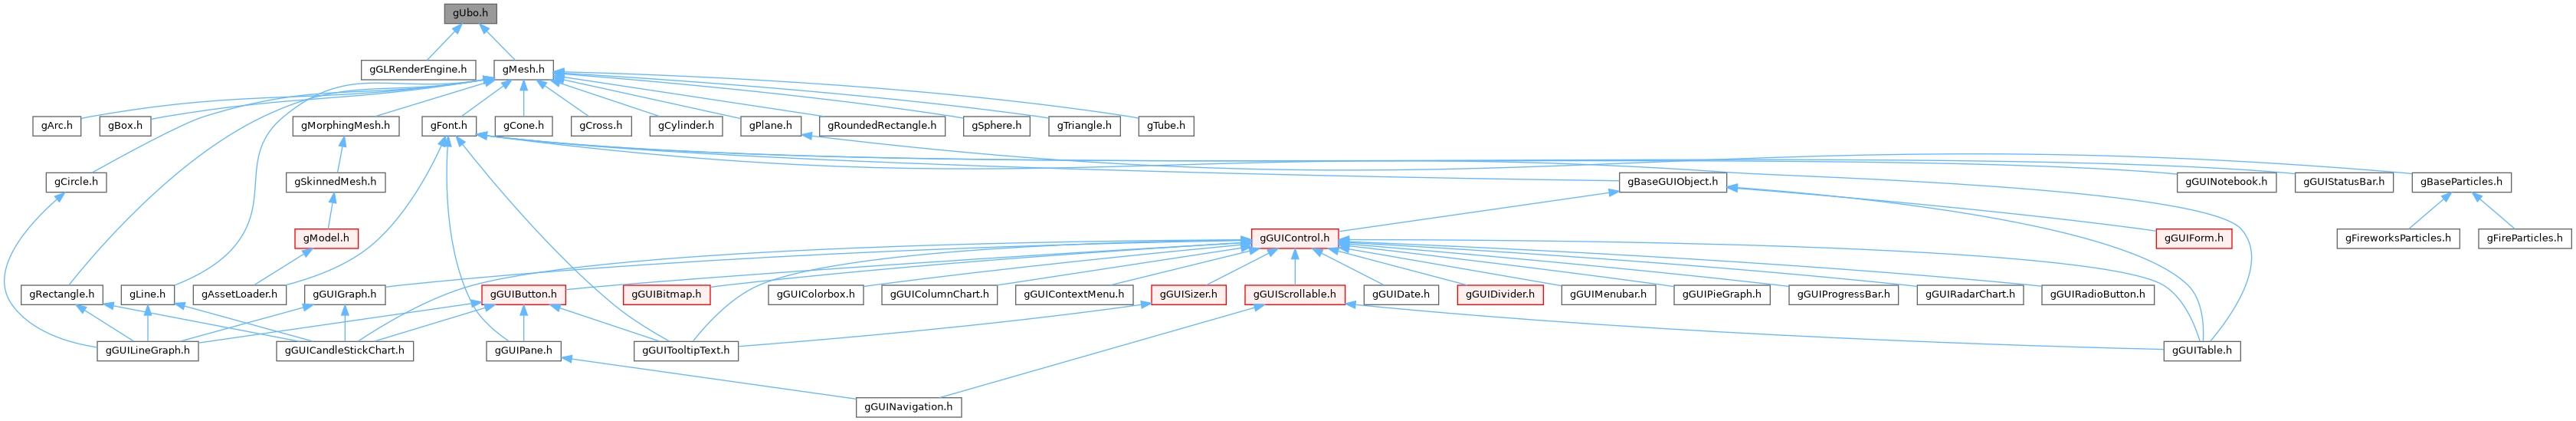 gUbo.h
gGLRenderEngine.h
gMesh.h
gArc.h
gBox.h
gMorphingMesh.h
gFont.h
gCone.h
gCross.h
gCylinder.h
gPlane.h
gRoundedRectangle.h
gSphere.h
gTriangle.h
gTube.h
gCircle.h
gSkinnedMesh.h
gBaseGUIObject.h
gGUINotebook.h
gGUIStatusBar.h
gBaseParticles.h
gModel.h
gGUIControl.h
gGUIForm.h
gFireworksParticles.h
gFireParticles.h
gRectangle.h
gLine.h
gAssetLoader.h
gGUIGraph.h
gGUIButton.h
gGUIBitmap.h
gGUIColorbox.h
gGUIColumnChart.h
gGUIContextMenu.h
gGUISizer.h
gGUIScrollable.h
gGUIDate.h
gGUIDivider.h
gGUIMenubar.h
gGUIPieGraph.h
gGUIProgressBar.h
gGUIRadarChart.h
gGUIRadioButton.h
gGUILineGraph.h
gGUICandleStickChart.h
gGUIPane.h
gGUITooltipText.h
gGUITable.h
gGUINavigation.h